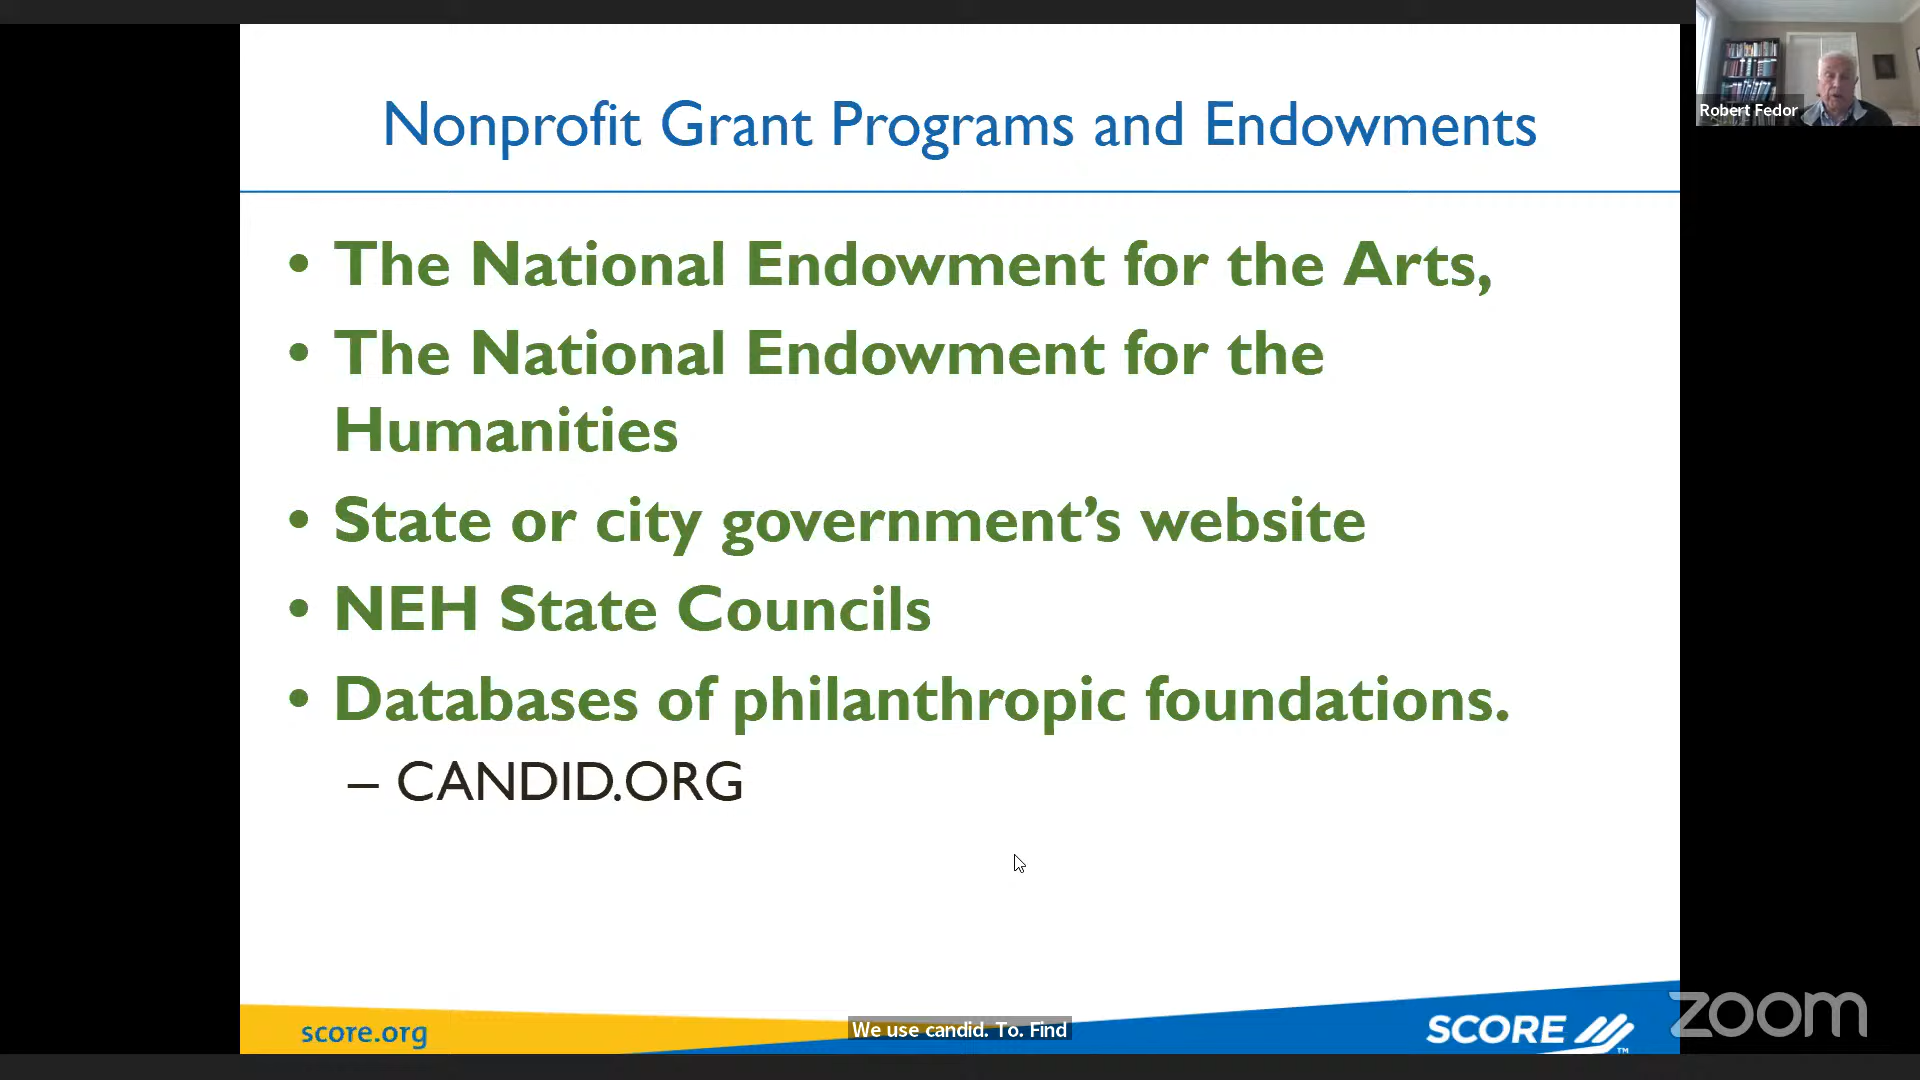 Nonprofit Grant Programs and Endowments
Robert Fedor
• The National Endowment for the Arts,
• The National Endowment for the
Humanities
• State or city government’s website
• NEH State Councils
• Databases of philanthropic foundations.
– CANDID.ORG
score.org
We use candid. To. Find
SCORE
TM
zoom